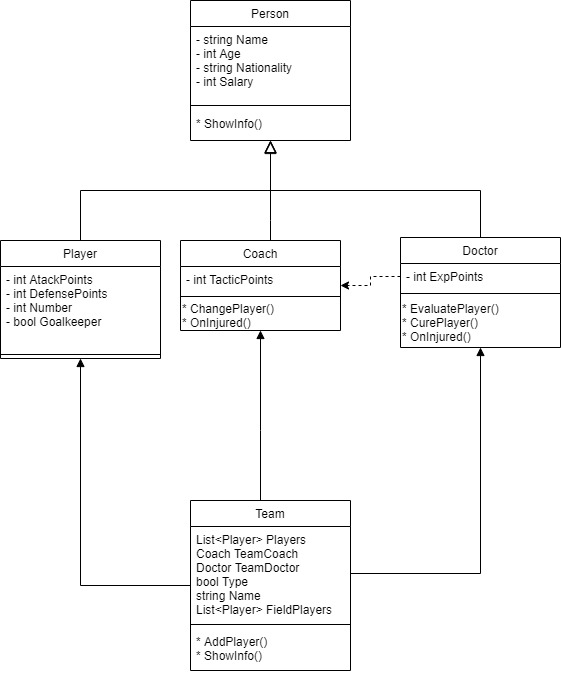 Person
- string Name
- int Age
- string Nationality
- int Salary
* ShowInfo()
Player
- int AtackPoints
- int DefensePoints
- int Number
- bool Goalkeeper
Coach
- int TacticPoints
* ChangePlayer()
* OnInjured()
Doctor
- int ExpPoints
* EvaluatePlayer()
* CurePlayer()
* OnInjured()
Team
List<Player> Players
Coach TeamCoach
Doctor TeamDoctor
bool Type
string Name
List<Player> FieldPlayers
* AddPlayer()
* ShowInfo()